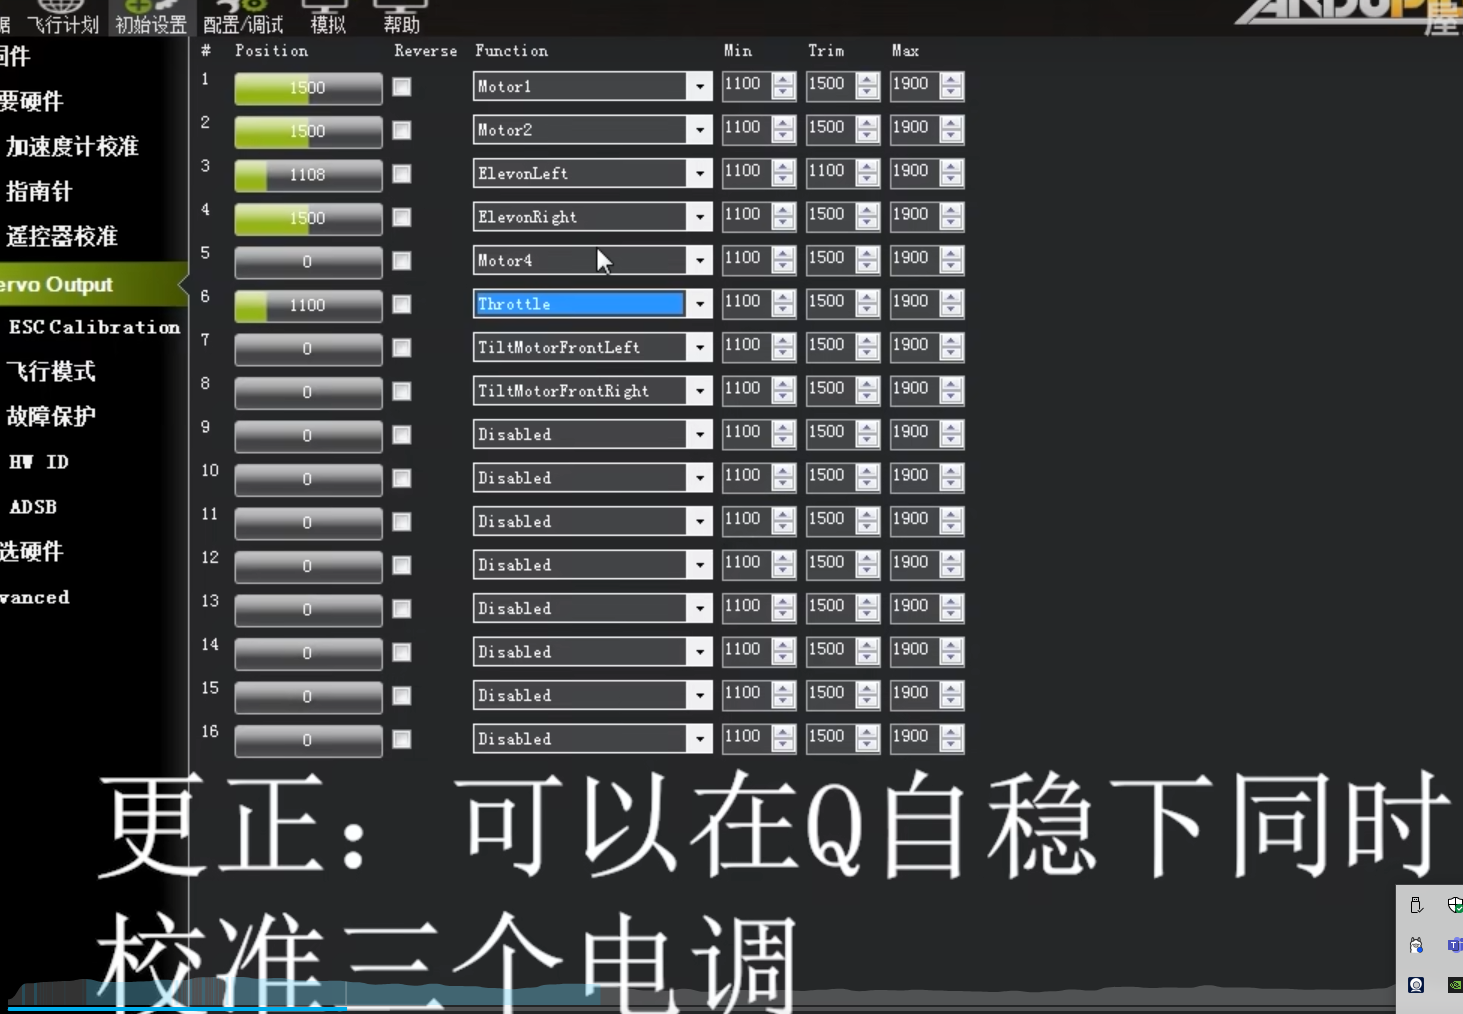 飞行计划 初始设置 配置/调试 模拟 帮助
# Position Reverse Function Min Trim Max
1 1500 Motor1 1100 1500 1900
2 1500 Motor2 1100 1500 1900
3 1108 ElevonLeft 1100 1100 1900
4 1500 ElevonRight 1100 1500 1900
5 0 Motor4 1100 1500 1900
6 1100 Throttle 1100 1500 1900
7 0 TiltMotorFrontLeft 1100 1500 1900
8 0 TiltMotorFrontRight 1100 1500 1900
9 0 Disabled 1100 1500 1900
10 0 Disabled 1100 1500 1900
11 0 Disabled 1100 1500 1900
12 0 Disabled 1100 1500 1900
13 0 Disabled 1100 1500 1900
14 0 Disabled 1100 1500 1900
15 0 Disabled 1100 1500 1900
16 0 Disabled 1100 1500 1900
件
要硬件
加速度计校准
指南针
遥控器校准
ervo Output
ESC Calibration
飞行模式
故障保护
HW ID
ADSB
选硬件
vanced
更正：可以在Q自稳下同时
校准三个电调